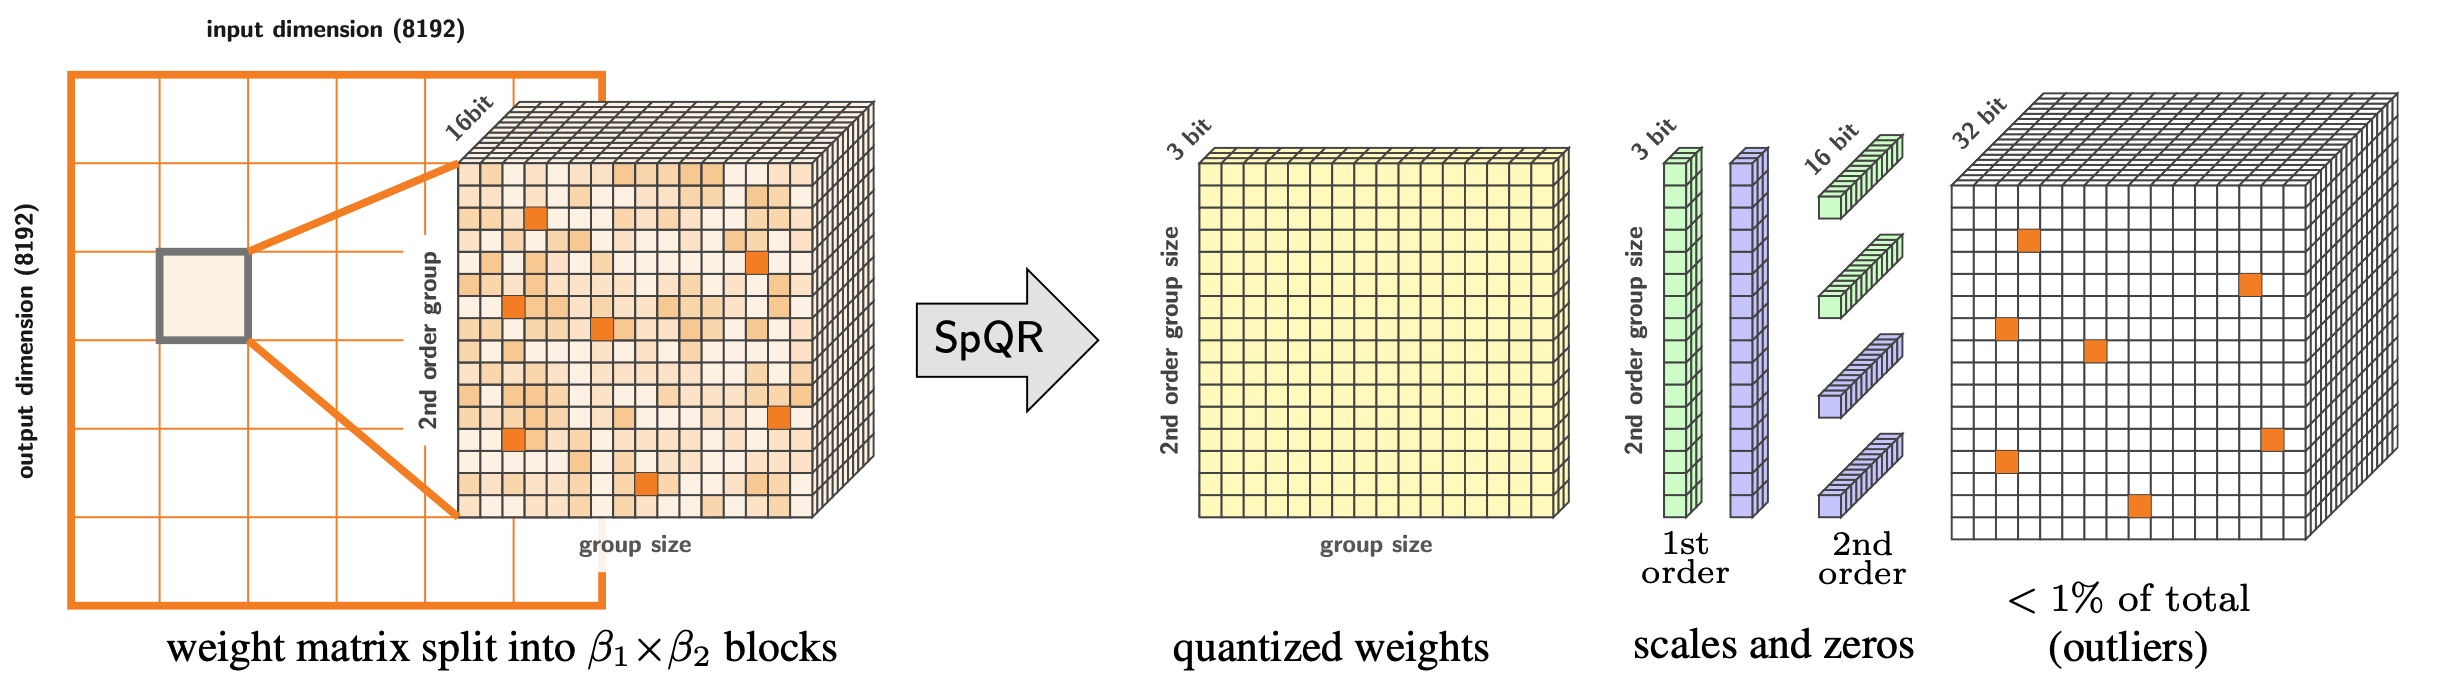 input dimension (8192)
output dimension (8192)
16bit
2nd order group
group size
weight matrix split into β₁×β₂ blocks
SpQR
3 bit
2nd order group size
group size
quantized weights
3 bit
2nd order group size
16 bit
1st
order
2nd
order
scales and zeros
32 bit
< 1% of total
(outliers)